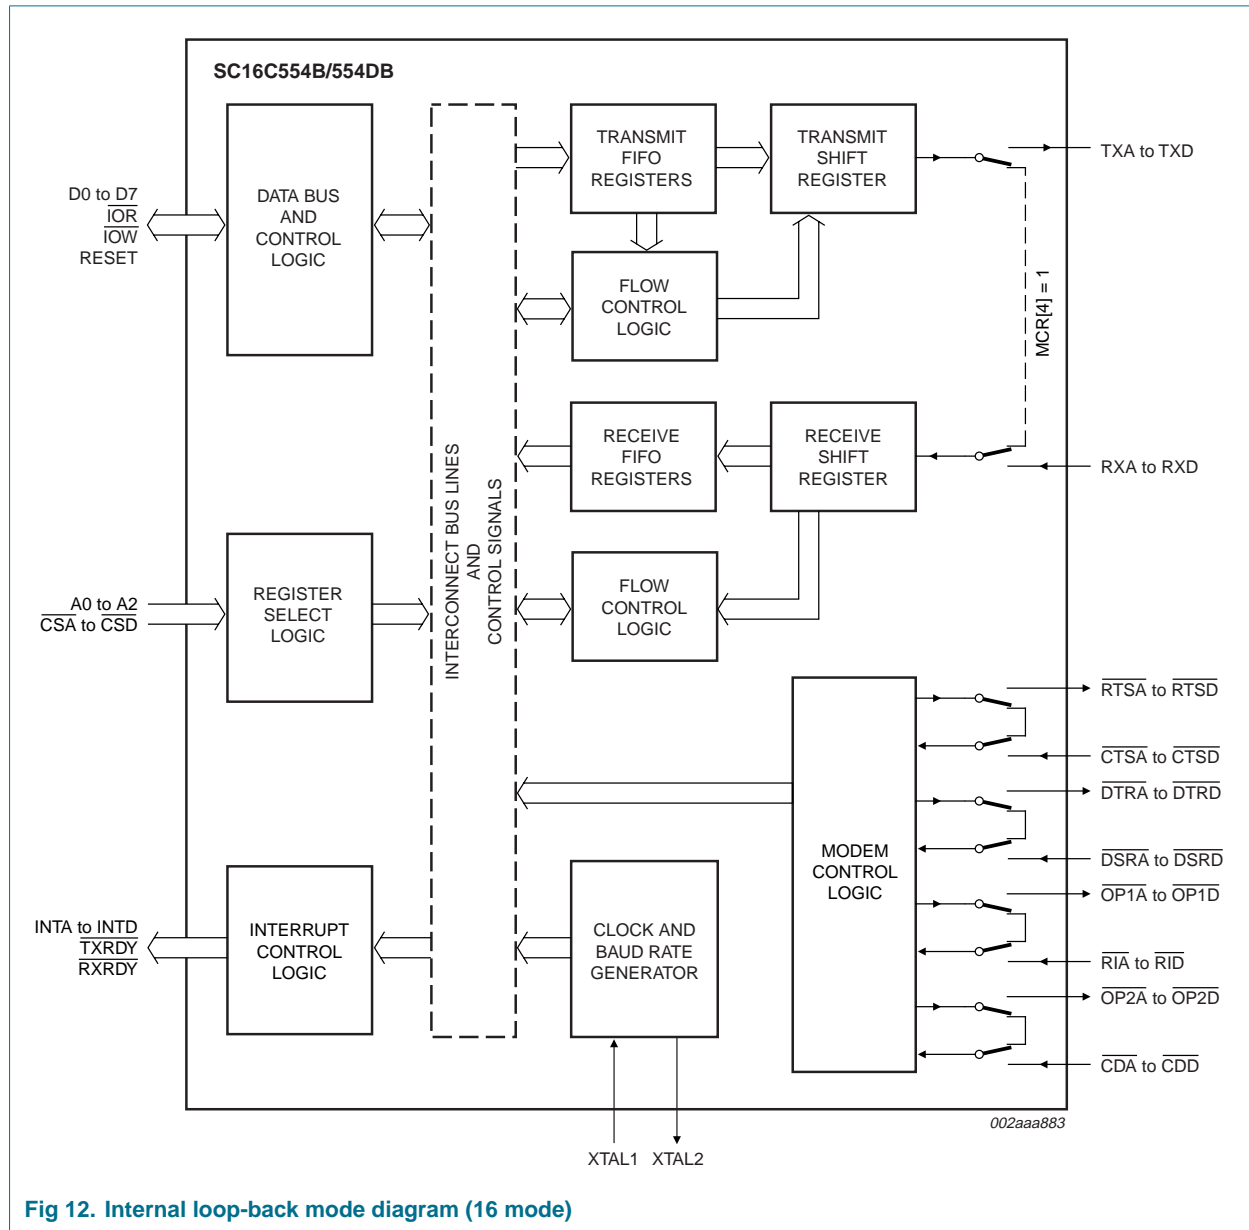 SC16C554B/554DB
D0 to D7
IOR
IOW
RESET
DATA BUS
AND
CONTROL
LOGIC
TRANSMIT
FIFO
REGISTERS
TRANSMIT
SHIFT
REGISTER
TXA to TXD
FLOW
CONTROL
LOGIC
MCR[4] = 1
INTERCONNECT BUS LINES
AND
CONTROL SIGNALS
RECEIVE
FIFO
REGISTERS
RECEIVE
SHIFT
REGISTER
RXA to RXD
A0 to A2
CSA to CSD
REGISTER
SELECT
LOGIC
FLOW
CONTROL
LOGIC
MODEM
CONTROL
LOGIC
RTSA to RTSD
CTSA to CTSD
DTRA to DTRD
DSRA to DSRD
OP1A to OP1D
RIA to RID
OP2A to OP2D
CDA to CDD
INTA to INTD
TXRDY
RXRDY
INTERRUPT
CONTROL
LOGIC
CLOCK AND
BAUD RATE
GENERATOR
002aaa883
XTAL1 XTAL2
Fig 12. Internal loop-back mode diagram (16 mode)